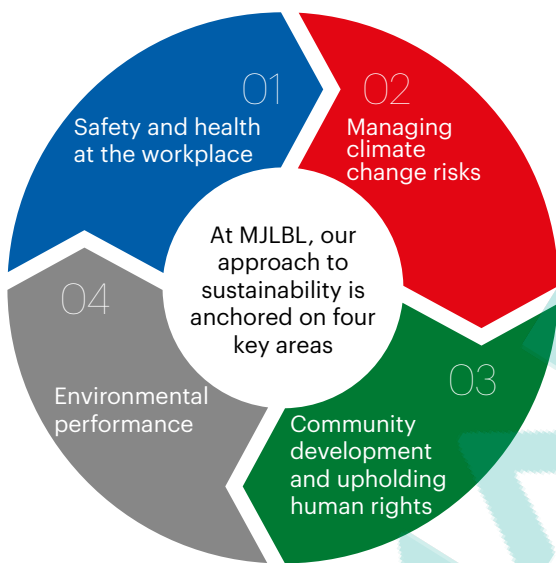 01
Safety and health
at the workplace
02
Managing
climate
change risks
At MJLBL, our
approach to
sustainability is
anchored on four
key areas
03
Community
development
and upholding
human rights
04
Environmental
performance